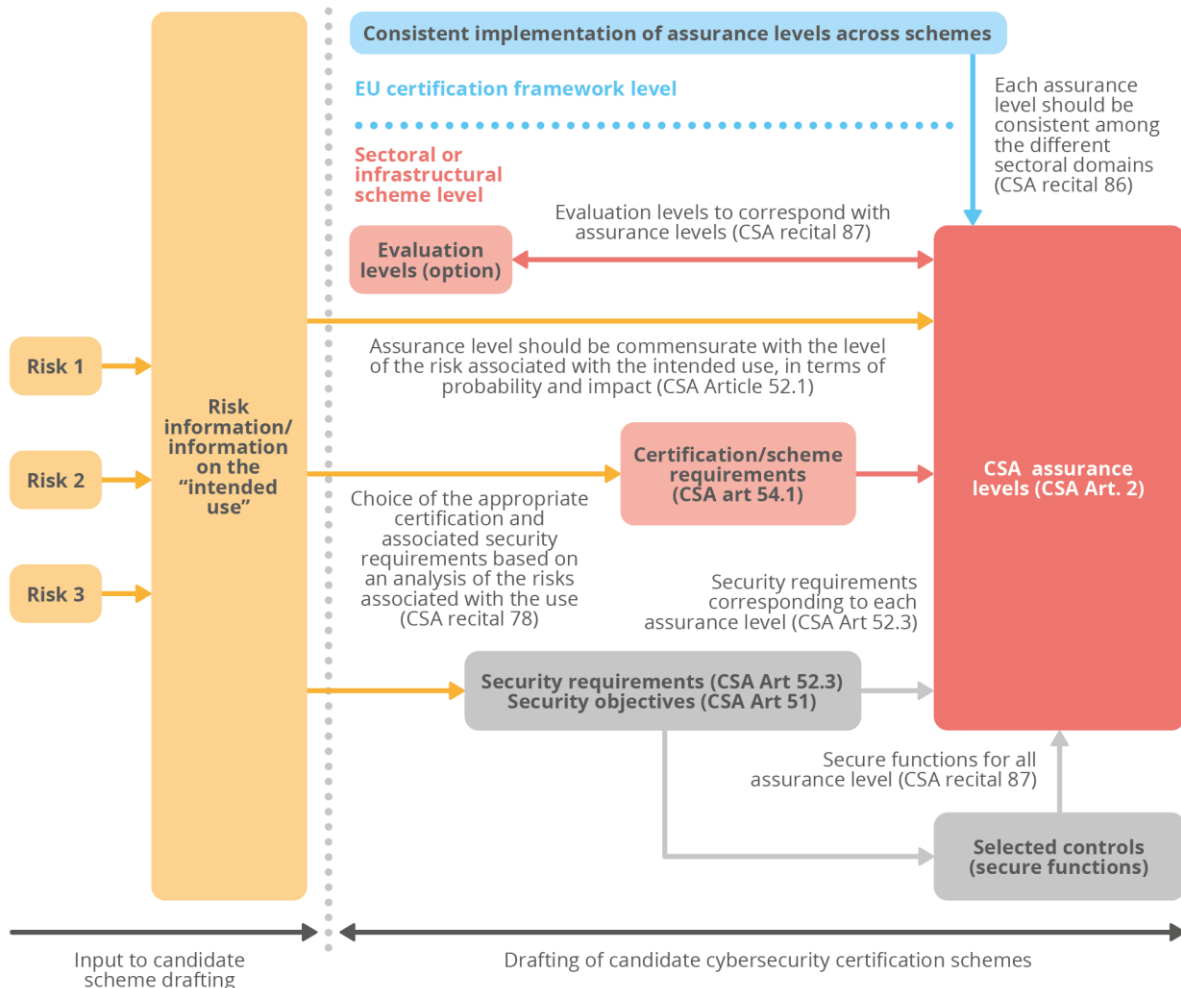 Consistent implementation of assurance levels across schemes
EU certification framework level
Each assurance
level should be
consistent among
the different
sectoral domains
(CSA recital 86)
Sectoral or
infrastructural
scheme level
Evaluation levels to correspond with
assurance levels (CSA recital 87)
Evaluation
levels (option)
Assurance level should be commensurate with the level
of the risk associated with the intended use, in terms of
probability and impact (CSA Article 52.1)
Risk 1
Risk 2
Risk 3
Risk
information/
information
on the
“intended
use”
Certification/scheme
requirements
(CSA art 54.1)
CSA assurance
levels (CSA Art. 2)
Choice of the appropriate
certification and
associated security
requirements based on
an analysis of the risks
associated with the use
(CSA recital 78)
Security requirements
corresponding to each
assurance level (CSA Art 52.3)
Security requirements (CSA Art 52.3)
Security objectives (CSA Art 51)
Secure functions for all
assurance level (CSA recital 87)
Selected controls
(secure functions)
Input to candidate
scheme drafting
Drafting of candidate cybersecurity certification schemes